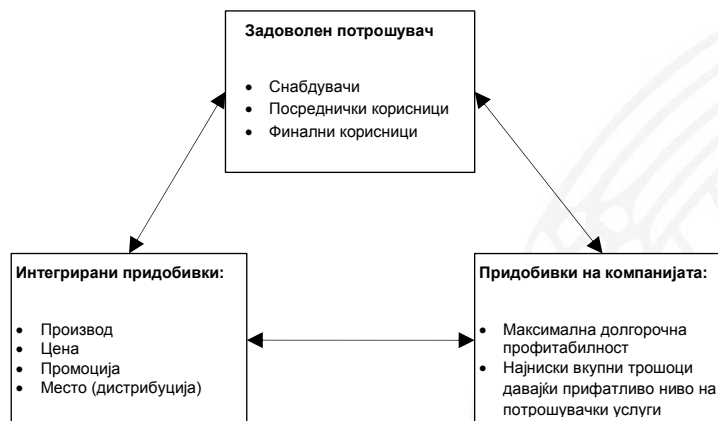 Задоволен потрошувач
• Снабдувачи
• Посреднички корисници
• Финални корисници
Интегрирани придобивки:
• Производ
• Цена
• Промоција
• Место (дистрибуција)
Придобивки на компанијата:
• Максимална долгорочна
профитабилност
• Најниски вкупни трошоци
давајќи прифатливо ниво на
потрошувачки услуги